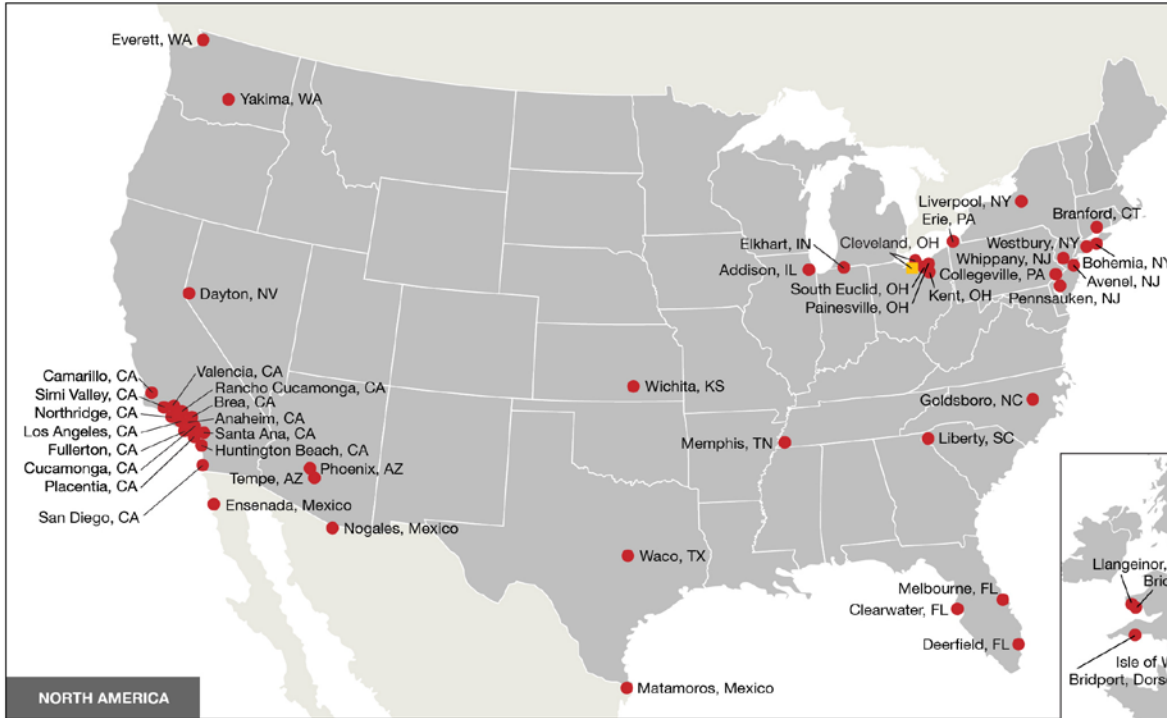 Everett, WA
Yakima, WA
Liverpool, NY
Erie, PA
Branford, CT
Elkhart, IN
Cleveland, OH
Westbury, NY
Whippany, NJ
Bohemia, NY
Addison, IL
Collegeville, PA
Avenel, NJ
South Euclid, OH
Kent, OH
Pennsauken, NJ
Painesville, OH
Dayton, NV
Camarillo, CA
Valencia, CA
Simi Valley, CA
Rancho Cucamonga, CA
Northridge, CA
Brea, CA
Anaheim, CA
Los Angeles, CA
Santa Ana, CA
Fullerton, CA
Huntington Beach, CA
Cucamonga, CA
Placentia, CA
San Diego, CA
Wichita, KS
Goldsboro, NC
Memphis, TN
Liberty, SC
Phoenix, AZ
Tempe, AZ
Ensenada, Mexico
Nogales, Mexico
Waco, TX
Melbourne, FL
Clearwater, FL
Deerfield, FL
Matamoros, Mexico
Llangeinor,
Isle of
Bridport,
NORTH AMERICA